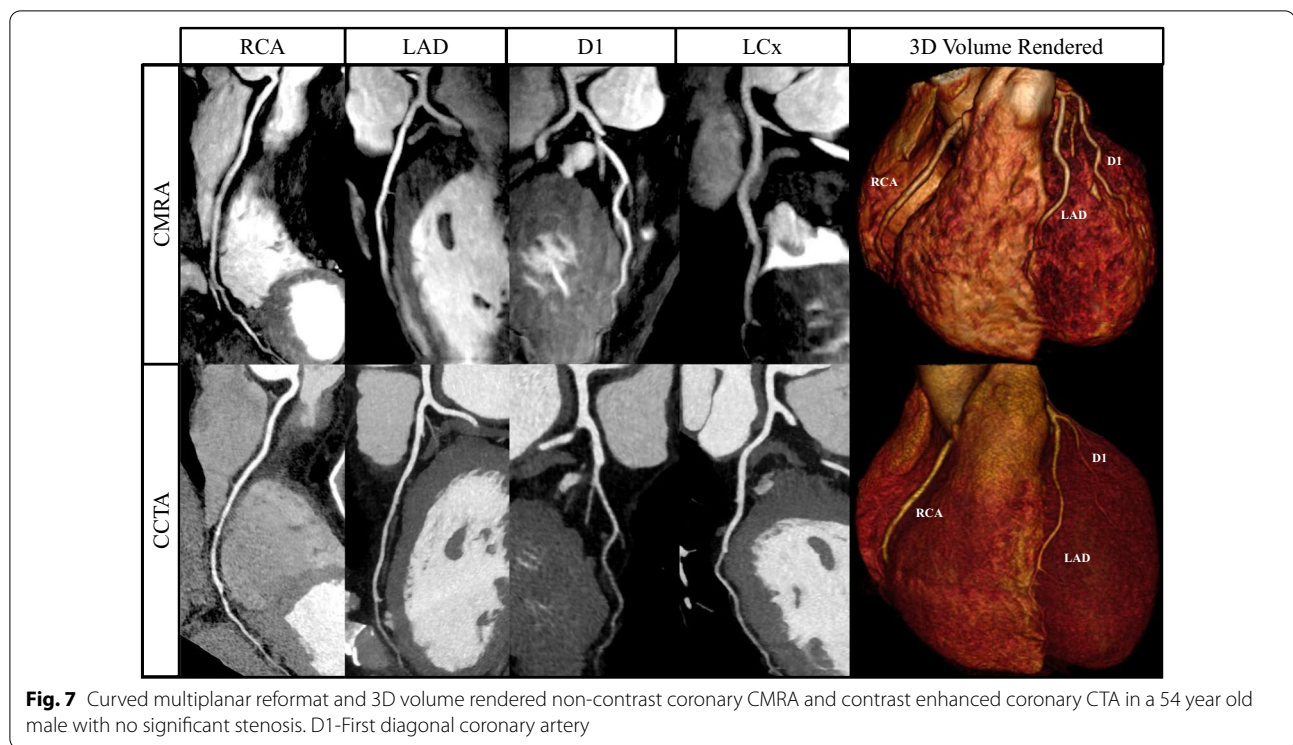 RCA LAD D1 LCx 3D Volume Rendered
CMRA
RCA
D1
LAD
CCTA
D1
RCA
LAD
Fig. 7 Curved multiplanar reformat and 3D volume rendered non-contrast coronary CMRA and contrast enhanced coronary CTA in a 54 year old
male with no significant stenosis. D1-First diagonal coronary artery